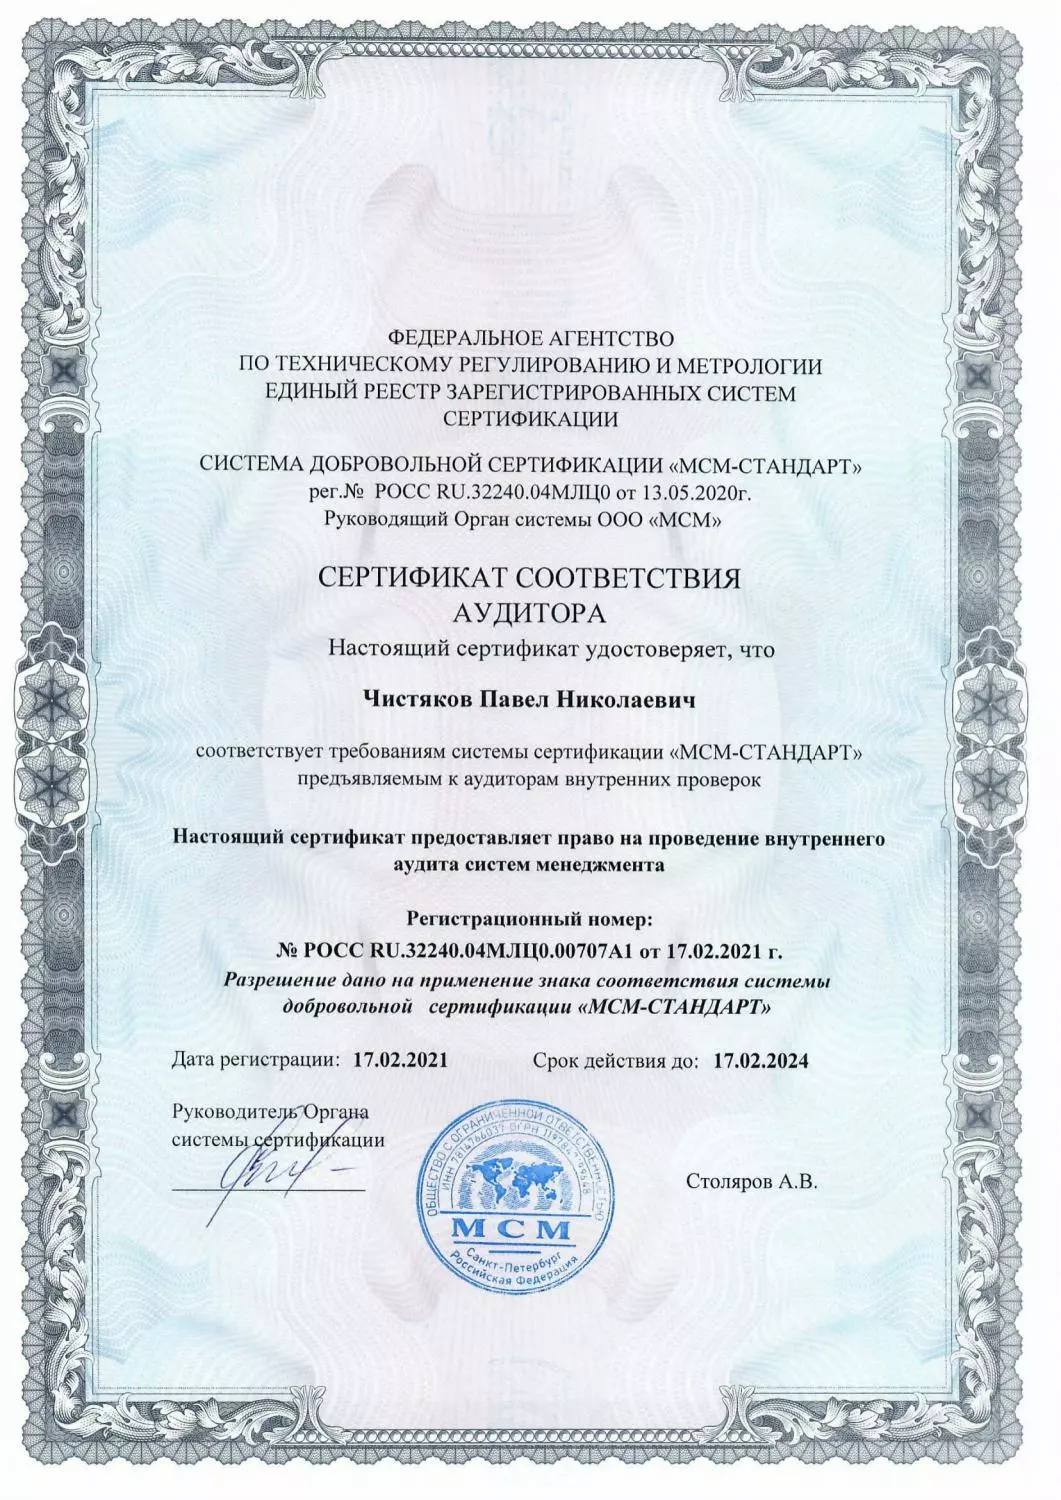 ФЕДЕРАЛЬНОЕ АГЕНТСТВО
ПО ТЕХНИЧЕСКОМУ РЕГУЛИРОВАНИЮ И МЕТРОЛОГИИ
ЕДИНЫЙ РЕЕСТР ЗАРЕГИСТРИРОВАННЫХ СИСТЕМ
СЕРТИФИКАЦИИ
СИСТЕМА ДОБРОВОЛЬНОЙ СЕРТИФИКАЦИИ «МСМ-СТАНДАРТ»
рег.№ РОСС RU.32240.04МЛЦ0 от 13.05.2020г.
Руководящий Орган системы ООО «МСМ»
СЕРТИФИКАТ СООТВЕТСТВИЯ
АУДИТОРА
Настоящий сертификат удостоверяет, что
Чистяков Павел Николаевич
соответствует требованиям системы сертификации «МСМ-СТАНДАРТ»
предъявляемым к аудиторам внутренних проверок
Настоящий сертификат предоставляет право на проведение внутреннего
аудита систем менеджмента
Регистрационный номер:
№ РОСС RU.32240.04МЛЦ0.00707А1 от 17.02.2021 г.
Разрешение дано на применение знака соответствия системы
добровольной сертификации «МСМ-СТАНДАРТ»
Дата регистрации: 17.02.2021 Срок действия до: 17.02.2024
Руководитель Органа
системы сертификации
Столяров А.В.
ОБЩЕСТВО С ОГРАНИЧЕННОЙ ОТВЕТСТВЕННОСТЬЮ
ИНН 7814766037 ОГРН
МСМ
Санкт-Петербург
Российская Федерация